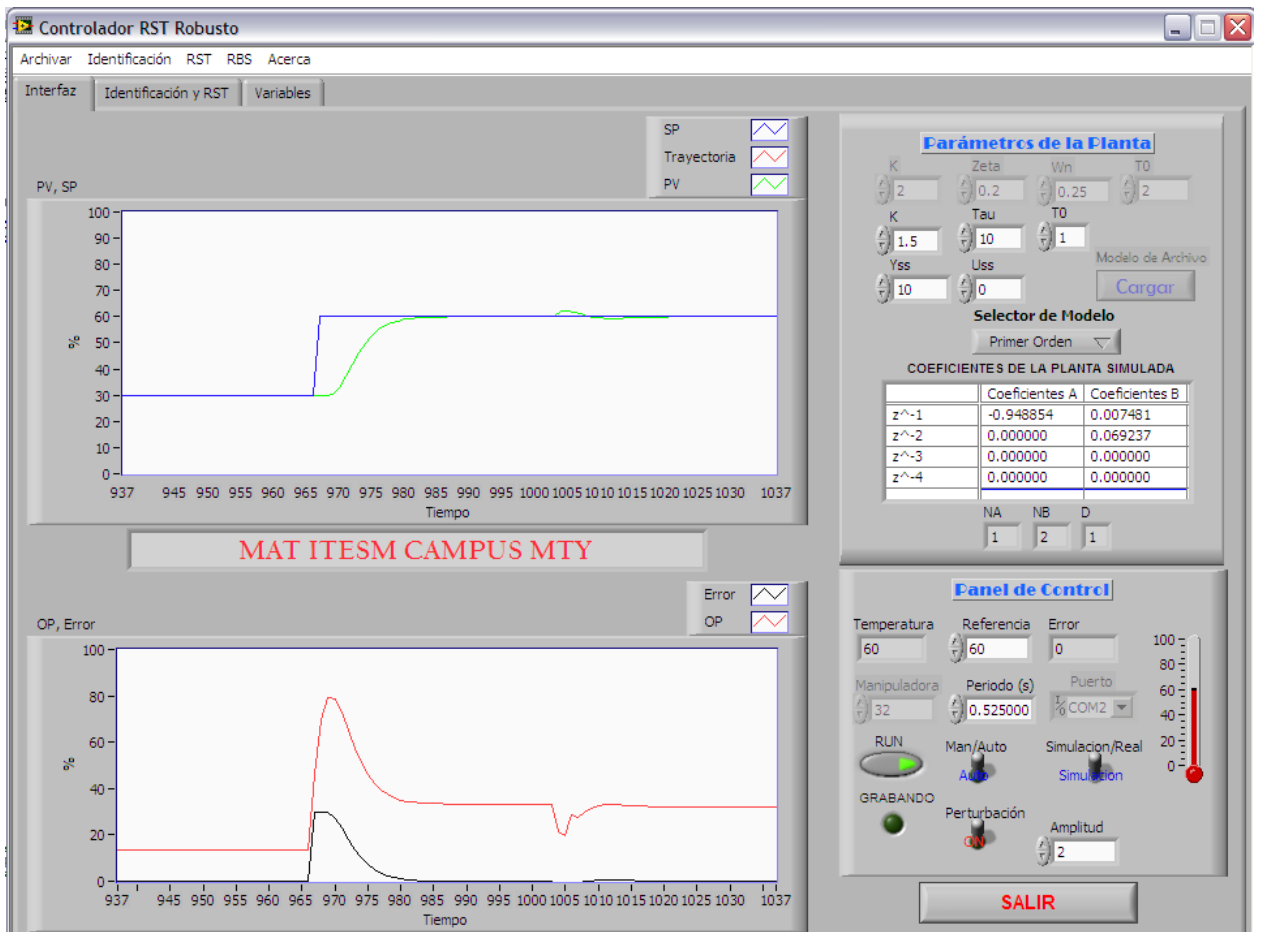 Controlador RST Robusto
Archivar Identificación RST RBS Acerca
Interfaz Identificación y RST Variables
SP
Trayectoria
PV
PV, SP
100
90
80
70
60
50
40
30
20
10
0
%
937 945 950 955 960 965 970 975 980 985 990 995 1000 1005 1010 1015 1020 1025 1030 1037
Tiempo
MAT ITESM CAMPUS MTY
Error
OP
OP, Error
100
80
60
40
20
0
%
937 945 950 955 960 965 970 975 980 985 990 995 1000 1005 1010 1015 1020 1025 1030 1037
Tiempo
Parámetros de la Planta
K Zeta Wn T0
2 0.2 0.25 2
K Tau T0
1.5 10 1
Yss Uss Modelo de Archivo
10 0 Cargar
Selector de Modelo
Primer Orden
COEFICIENTES DE LA PLANTA SIMULADA
Coeficientes A Coeficientes B
z^-1 -0.948854 0.007481
z^-2 0.000000 0.069237
z^-3 0.000000 0.000000
z^-4 0.000000 0.000000
NA NB D
1 2 1
Panel de Control
Temperatura Referencia Error
60 60 0
Manipuladora Periodo (s) Puerto
32 0.525000 COM2
RUN Man/Auto Simulacion/Real
Auto Simulacion
GRABANDO Perturbación Amplitud
ON 2
100
80
60
40
20
0
SALIR